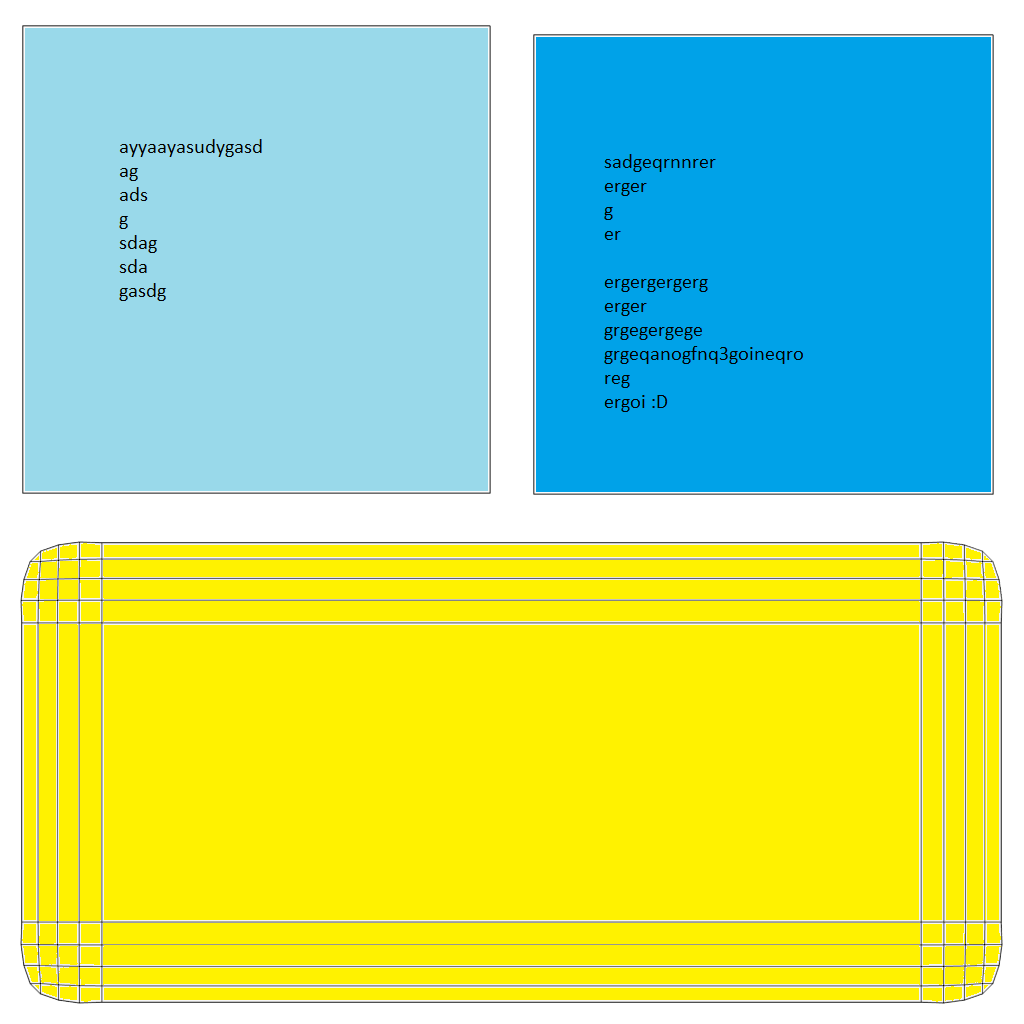 ayyaayasudygasd
ag
ads
g
sdag
sda
gasdg
sadgeqrnnrer
erger
g
er
ergergergerg
erger
grgegergege
grgeqanogfnq3goineqro
reg
ergoi :D